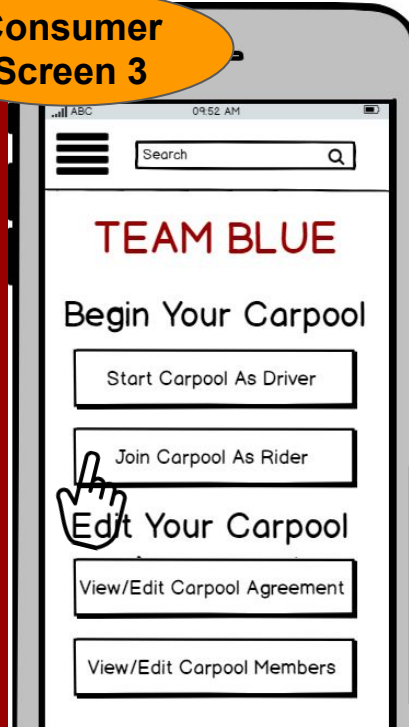 Consumer
Screen 3
ABC 09:52 AM
Search
TEAM BLUE
Begin Your Carpool
Start Carpool As Driver
Join Carpool As Rider
Edit Your Carpool
View/Edit Carpool Agreement
View/Edit Carpool Members